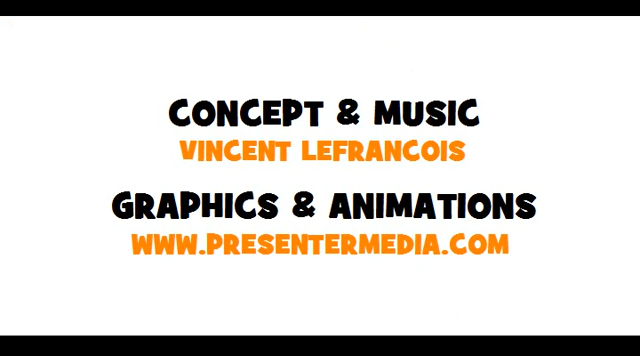 CONCEPT & MUSIC
VINCENT LEFRANCOIS
GRAPHICS & ANIMATIONS
WWW.PRESENTERMEDIA.COM